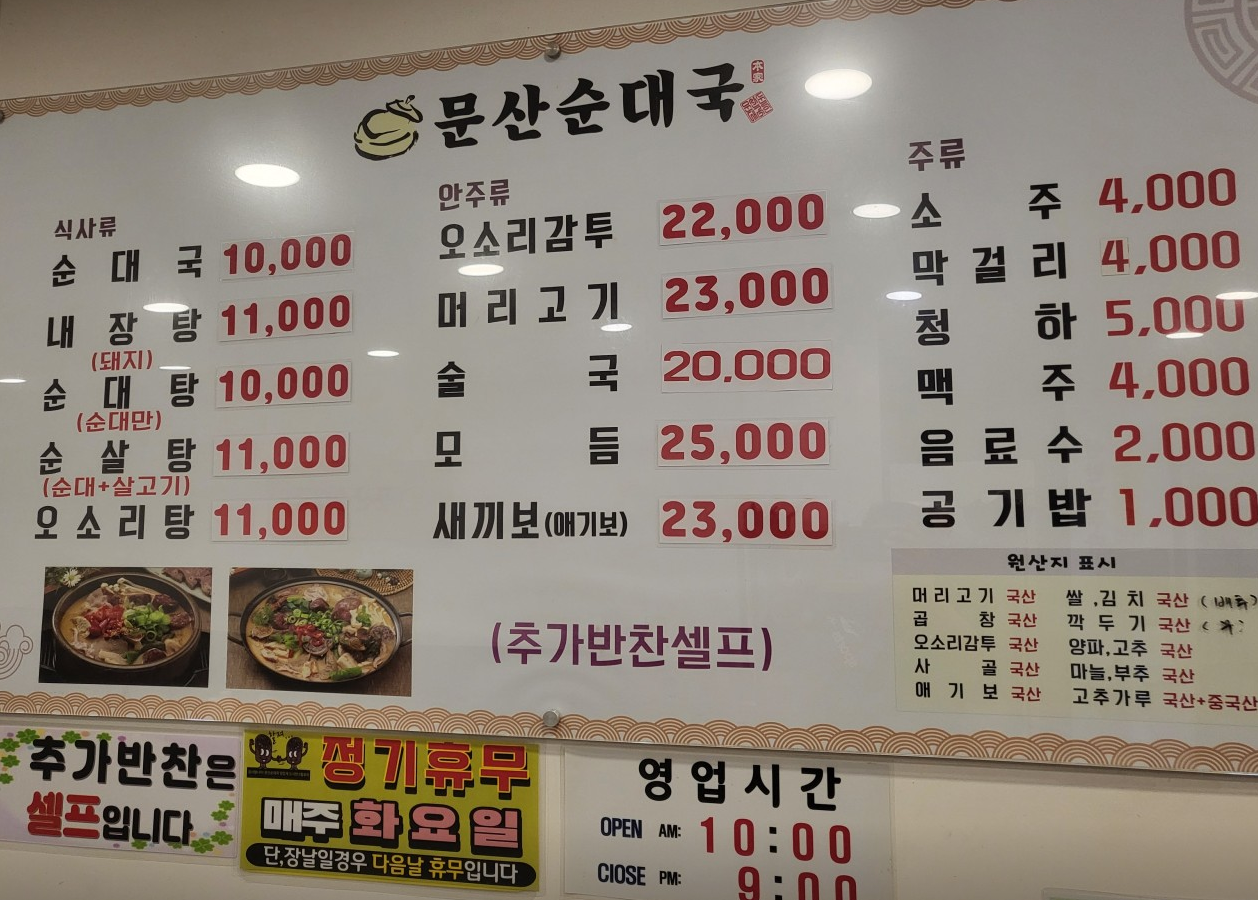 문산순대국
本家
식사류
순대국 10,000
내장탕 11,000
(돼지)
순대탕 10,000
(순대만)
순살탕 11,000
(순대+살고기)
오소리탕 11,000
안주류
오소리감투 22,000
머리고기 23,000
술국 20,000
모듬 25,000
새끼보(애기보) 23,000
(추가반찬셀프)
주류
소주 4,000
막걸리 4,000
청하 5,000
맥주 4,000
음료수 2,000
공기밥 1,000
원산지 표시
머리고기 국산 쌀,김치 국산 (배추)
곱창 국산 깍두기 국산
오소리감투 국산 양파,고추 국산
사골 국산 마늘,부추 국산
애기보 국산 고추가루 국산+중국산
추가반찬은
셀프입니다
정기휴무
매주 화요일
단,장날일경우 다음날 휴무입니다
영업시간
OPEN AM: 10:00
ClOSE PM: 9:00